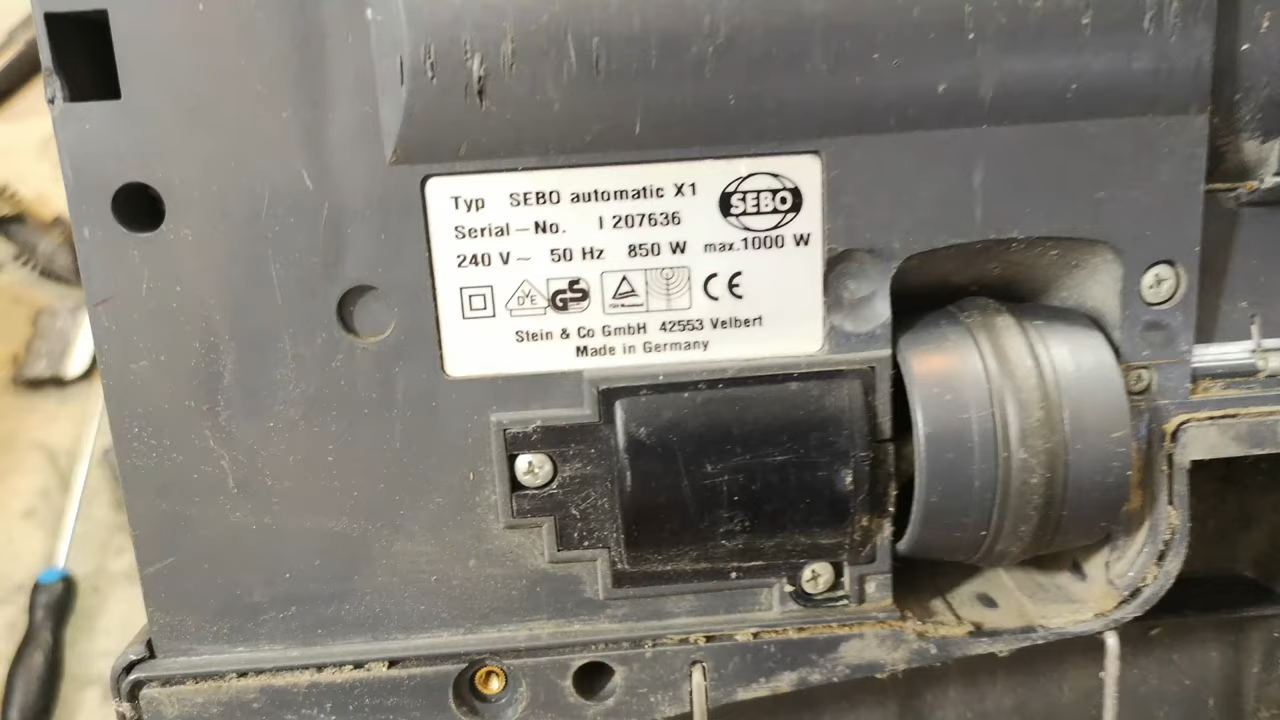 Typ SEBO automatic X1
SEBO
Serial-No. I 207636
240 V~ 50 Hz 850 W max.1000 W
DVE GS CE
Stein & Co GmbH 42553 Velbert
Made in Germany